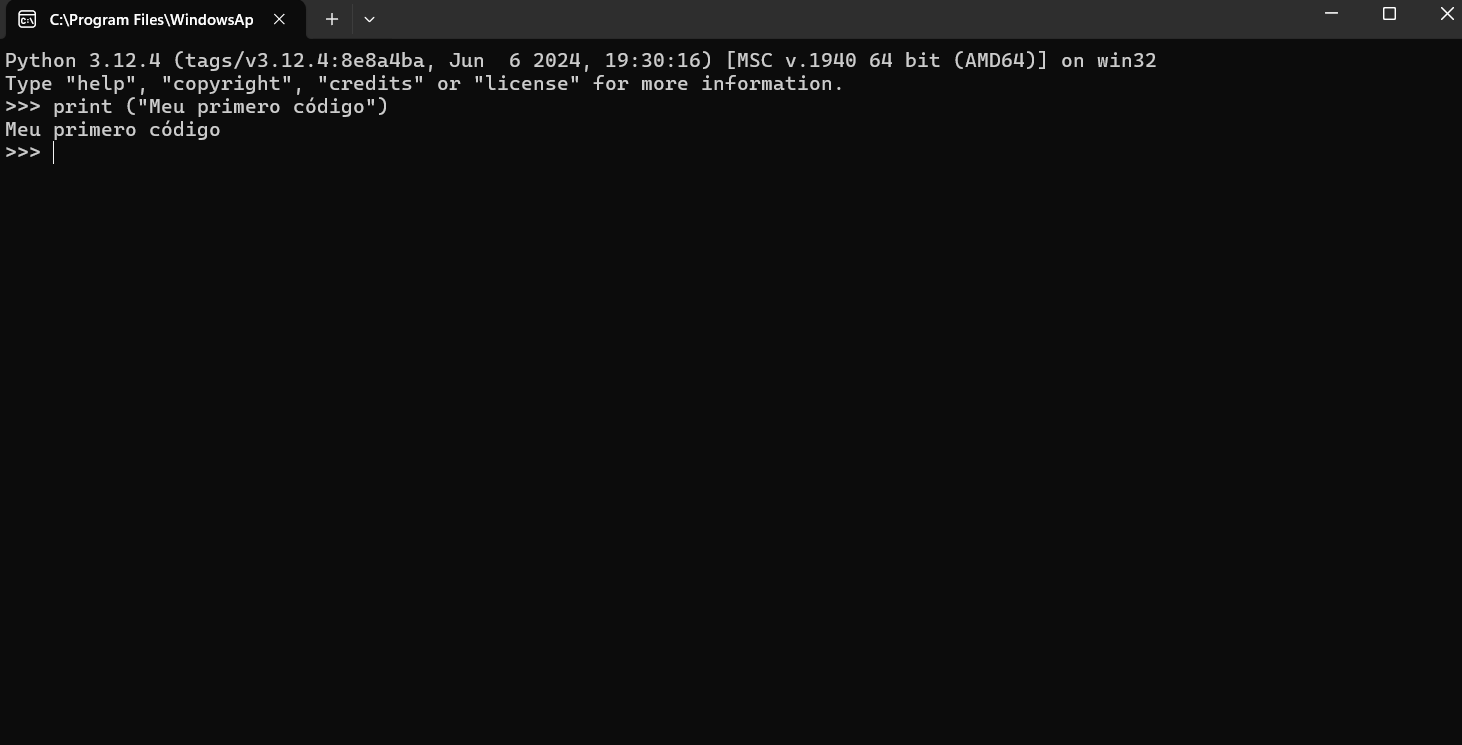 C:\Program Files\WindowsAp
Python 3.12.4 (tags/v3.12.4:8e8a4ba, Jun  6 2024, 19:30:16) [MSC v.1940 64 bit (AMD64)] on win32
Type "help", "copyright", "credits" or "license" for more information.
>>> print ("Meu primero código")
Meu primero código
>>>